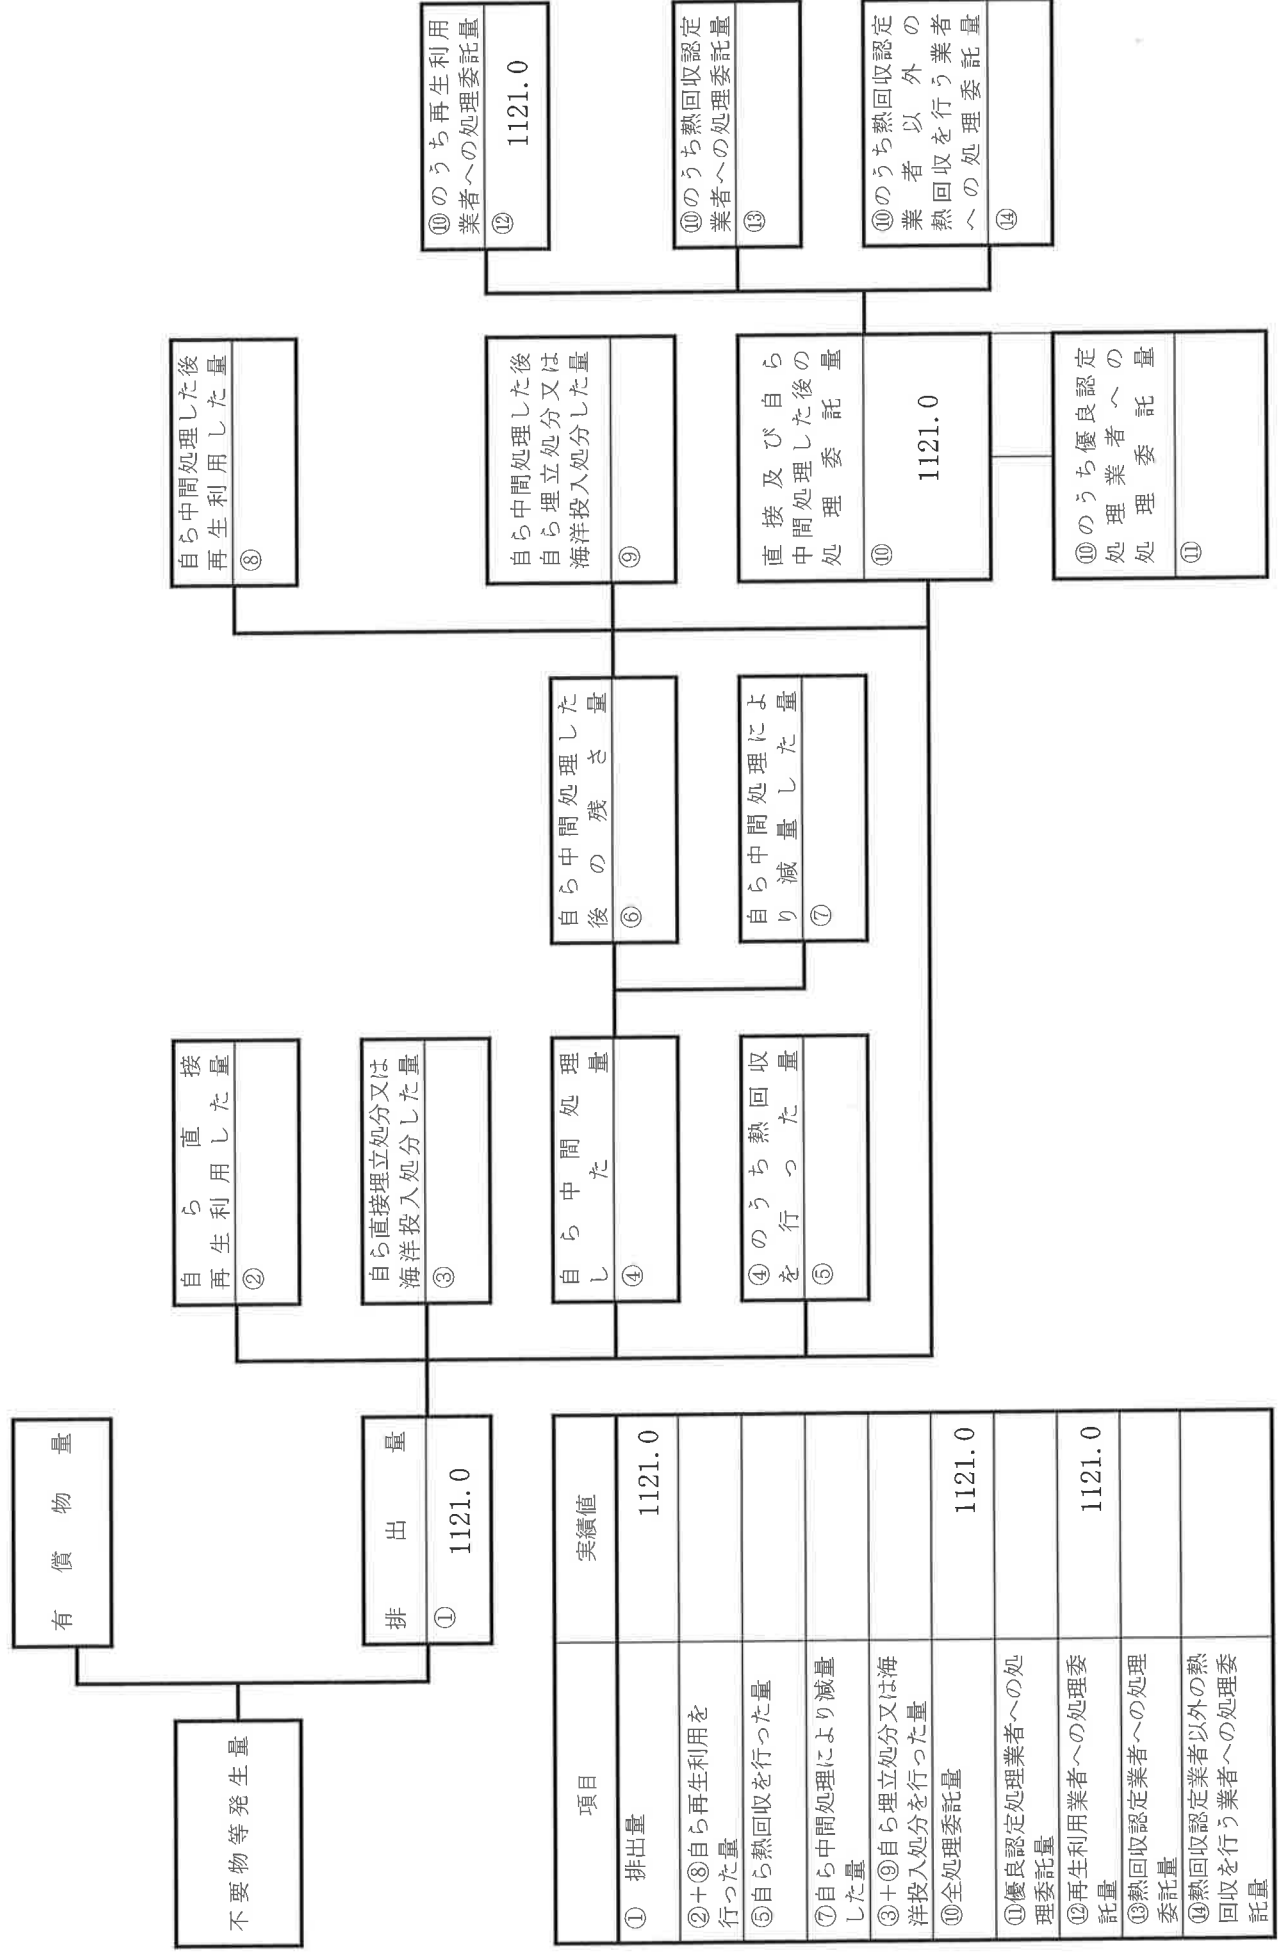 不要物等発生量
有償物量
排出量
① 1121.0
自ら直接
再生利用した量
②
自ら直接埋立処分又は
海洋投入処分した量
③
自ら中間処理
した量
④
④のうち熱回収
を行った量
⑤
自ら中間処理した
後の残さ量
⑥
自ら中間処理によ
り減量した量
⑦
自ら中間処理した後
再生利用した量
⑧
自ら中間処理した後
自ら埋立処分又は
海洋投入処分した量
⑨
直接及び自ら
中間処理した後の
処理委託量
⑩
1121.0
⑩のうち優良認定
処理業者への
処理委託量
⑪
⑩のうち再生利用
業者への処理委託量
⑫
1121.0
⑩のうち熱回収認定
業者への処理委託量
⑬
⑩のうち熱回収認定
業者以外の
熱回収を行う業者
への処理委託量
⑭
項目 実績値
① 排出量 1121.0
②+⑧自ら再生利用を
行った量
⑤自ら熱回収を行った量
⑦自ら中間処理により減量
した量
③+⑨自ら埋立処分又は海
洋投入処分を行った量
⑩全処理委託量 1121.0
⑪優良認定処理業者への処
理委託量
⑫再生利用業者への処理委
託量 1121.0
⑬熱回収認定業者への処理
委託量
⑭熱回収認定業者以外の熱
回収を行う業者への処理委
託量